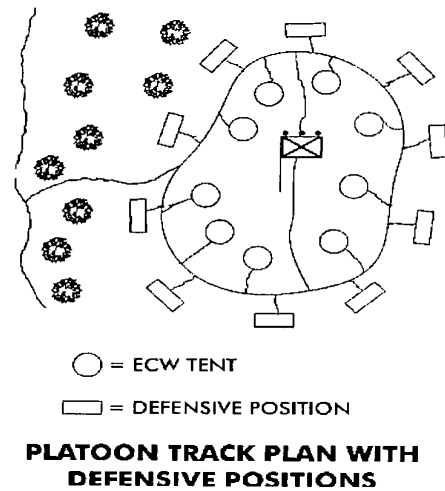 = ECW TENT
= DEFENSIVE POSITION
PLATOON TRACK PLAN WITH
DEFENSIVE POSITIONS